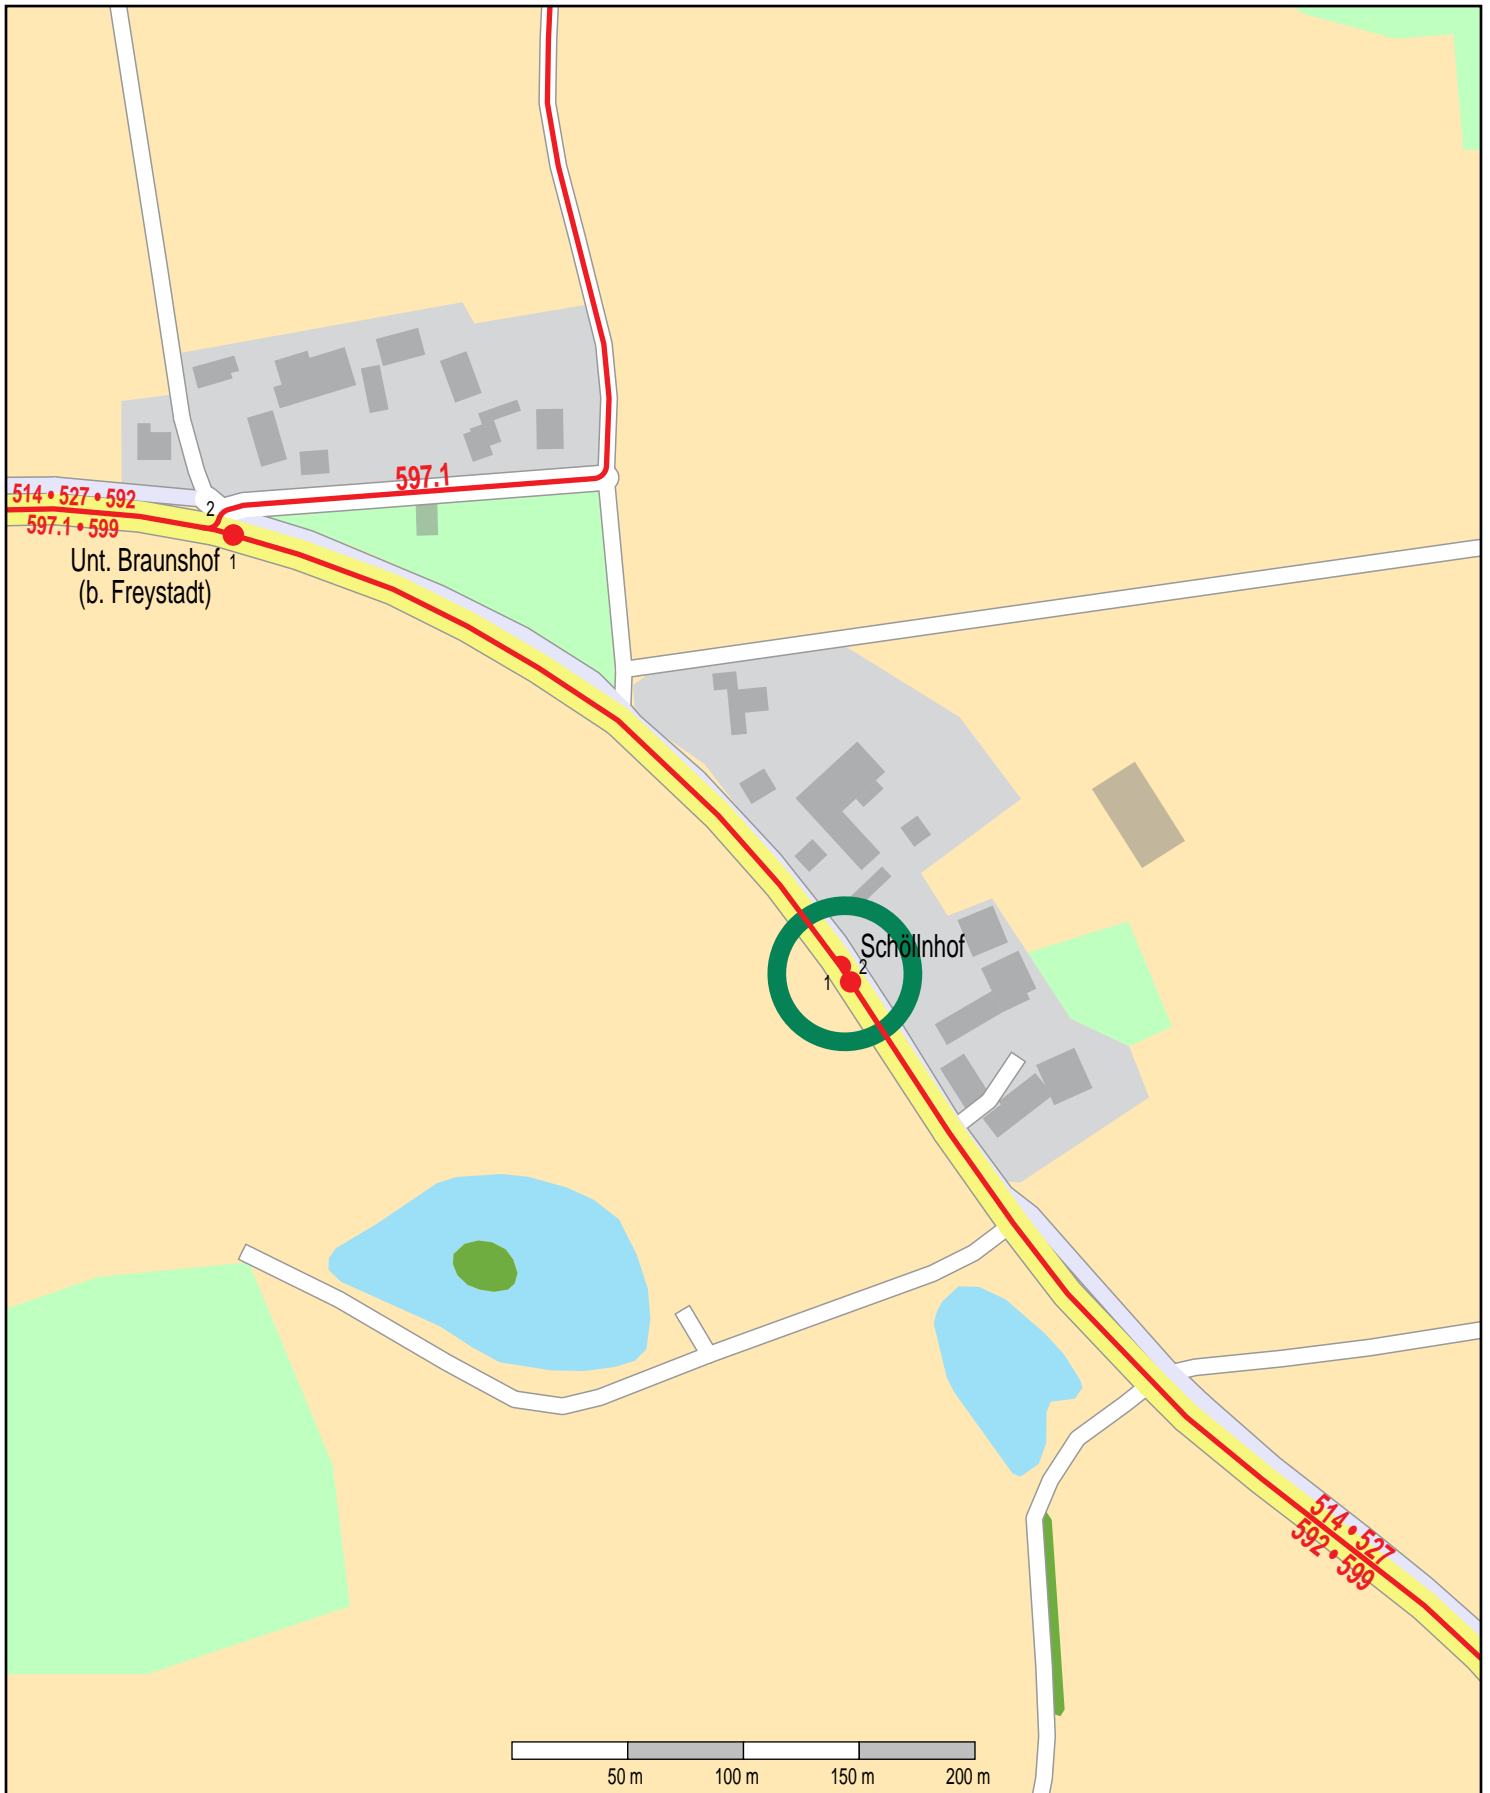 597.1
514 • 527 • 592
2
597.1 • 599
Unt. Braunshof 1
(b. Freystadt)
Schöllnhof
2
1
514 • 527
592 • 599
50 m 100 m 150 m 200 m